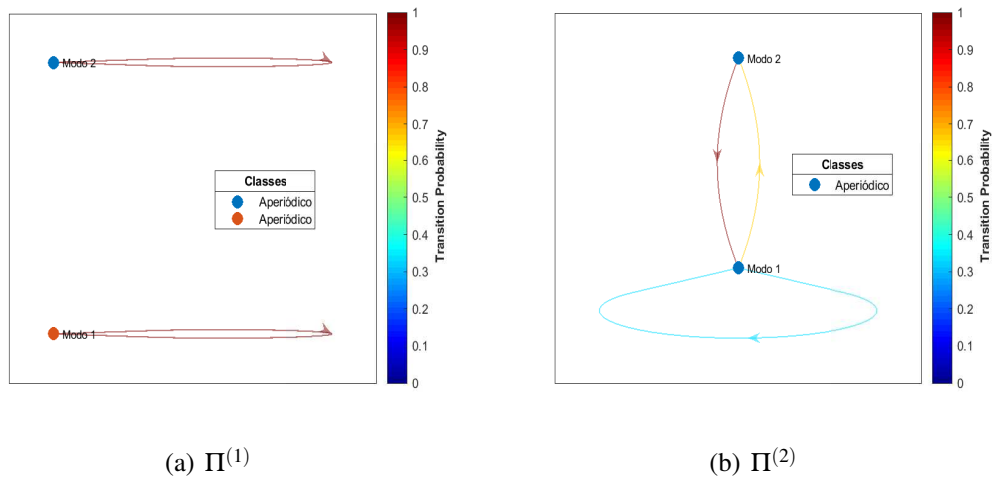 Modo 2
Classes
Aperiódico
Aperiódico
Modo 1
1
0.9
0.8
0.7
0.6
0.5
0.4
0.3
0.2
0.1
0
Transition Probability
(a) Π(1)
Modo 2
Classes
Aperiódico
Modo 1
1
0.9
0.8
0.7
0.6
0.5
0.4
0.3
0.2
0.1
0
Transition Probability
(b) Π(2)